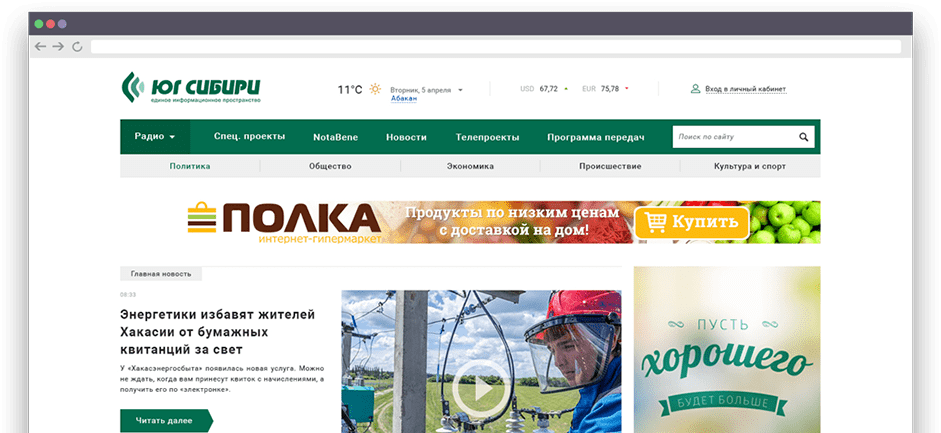 ЮГ СИБИРИ
единое информационное пространство
11°C
Вторник, 5 апреля
Абакан
USD 67,72
EUR 75,78
Вход в личный кабинет
Радио
Спец. проекты
NotaBene
Новости
Телепроекты
Программа передач
Поиск по сайту
Политика
Общество
Экономика
Происшествие
Культура и спорт
ПОЛКА
интернет-гипермаркет
Продукты по низким ценам
с доставкой на дом!
Купить
Главная новость
06:33
Энергетики избавят жителей
Хакасии от бумажных
квитанций за свет
У «Хакасэнергосбыта» появилась новая услуга. Можно
не ждать, когда вам принесут квиток с начислениями, а
получить его по «электронке».
Читать далее
ПУСТЬ
хорошего
БУДЕТ БОЛЬШЕ